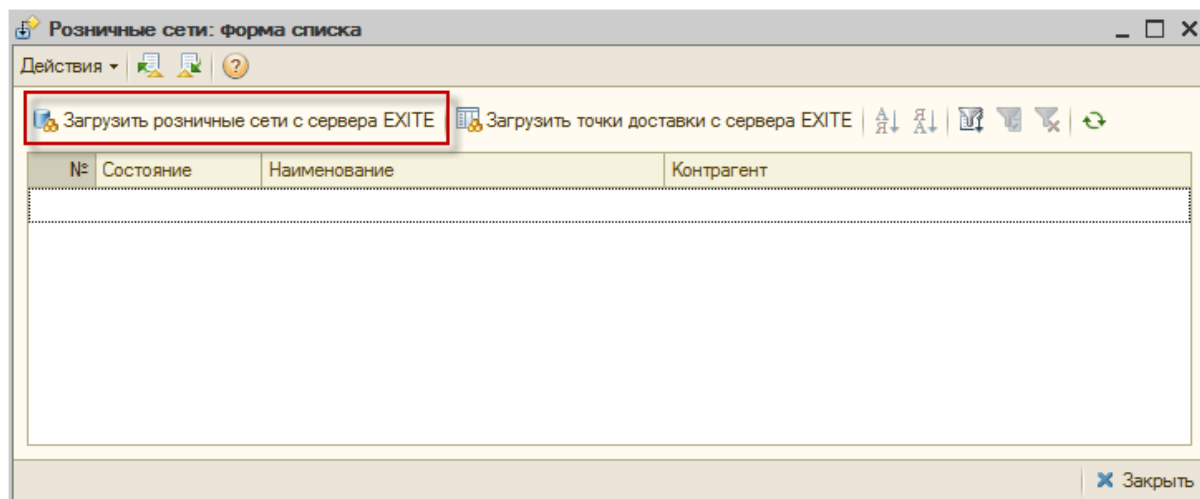 Розничные сети: форма списка
Действия
Загрузить розничные сети с сервера EXITE Загрузить точки доставки с сервера EXITE
№ Состояние Наименование Контрагент
Закрыть